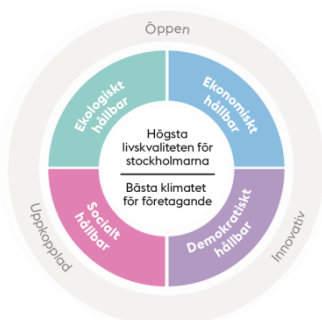 Öppen
Ekologiskt
hållbar
Ekonomiskt
hållbar
Högsta
livskvaliteten för
stockholmarna
Bästa klimatet
för företagande
Socialt
hållbar
Demokratiskt
hållbar
Uppkopplad
Innovativ